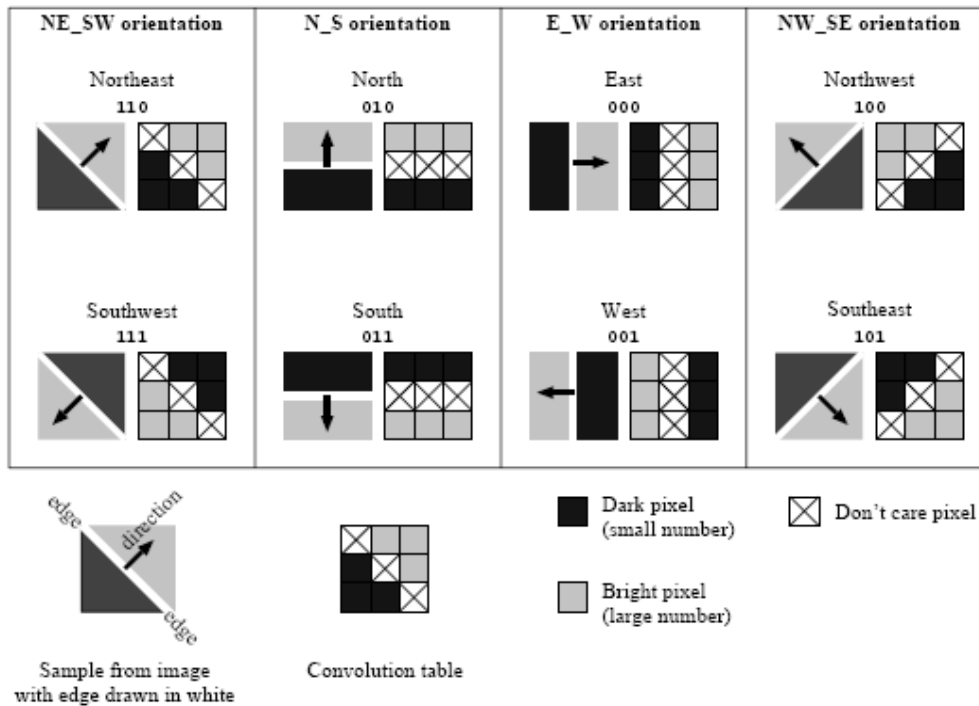 NE_SW orientation
N_S orientation
E_W orientation
NW_SE orientation
Northeast
110
North
010
East
000
Northwest
100
Southwest
111
South
011
West
001
Southeast
101
edge
direction
edge
Sample from image
with edge drawn in white
Convolution table
Dark pixel
(small number)
Bright pixel
(large number)
Don't care pixel